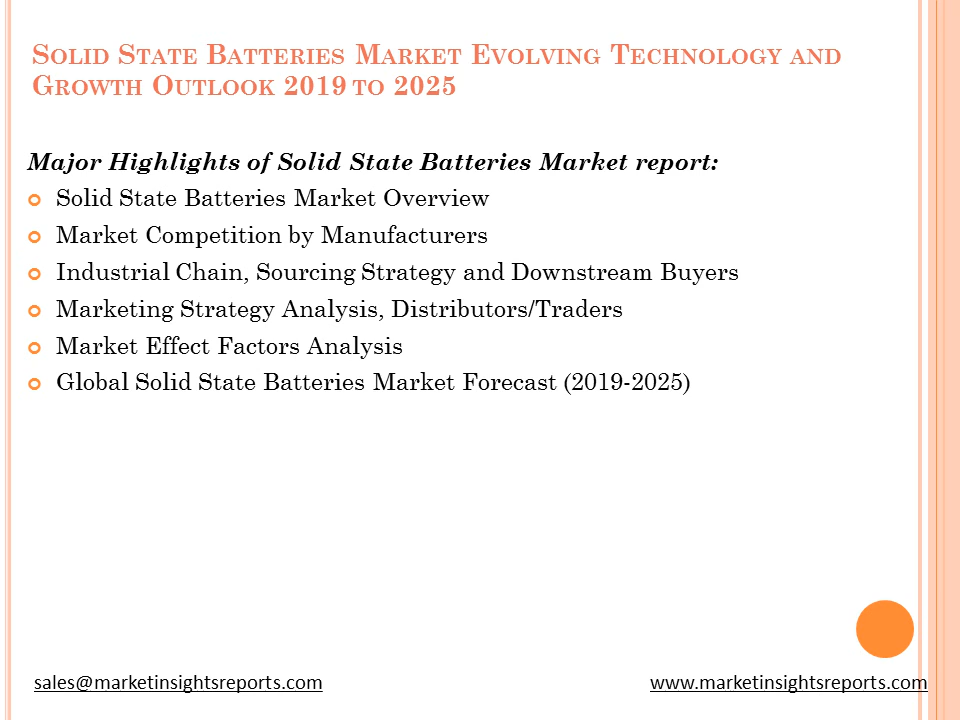 Solid State Batteries Market Evolving Technology and
Growth Outlook 2019 to 2025
Major Highlights of Solid State Batteries Market report:
Solid State Batteries Market Overview
Market Competition by Manufacturers
Industrial Chain, Sourcing Strategy and Downstream Buyers
Marketing Strategy Analysis, Distributors/Traders
Market Effect Factors Analysis
Global Solid State Batteries Market Forecast (2019-2025)
sales@marketinsightsreports.com
www.marketinsightsreports.com